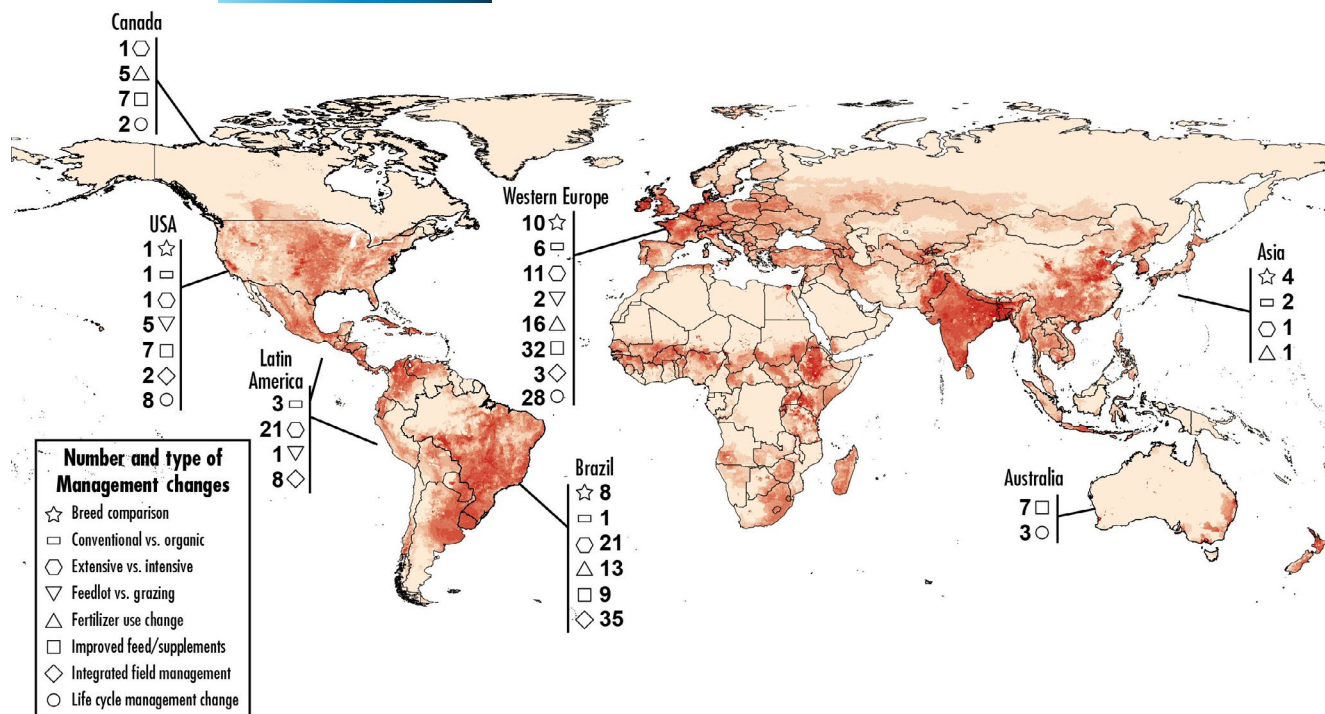 Canada
1
5
7
2
USA
1
1
1
5
7
2
8
Western Europe
10
6
11
2
16
32
3
28
Asia
4
2
1
1
Latin
America
3
21
1
8
Brazil
8
1
21
13
9
35
Australia
7
3
Number and type of
Management changes
Breed comparison
Conventional vs. organic
Extensive vs. intensive
Feedlot vs. grazing
Fertilizer use change
Improved feed/supplements
Integrated field management
Life cycle management change